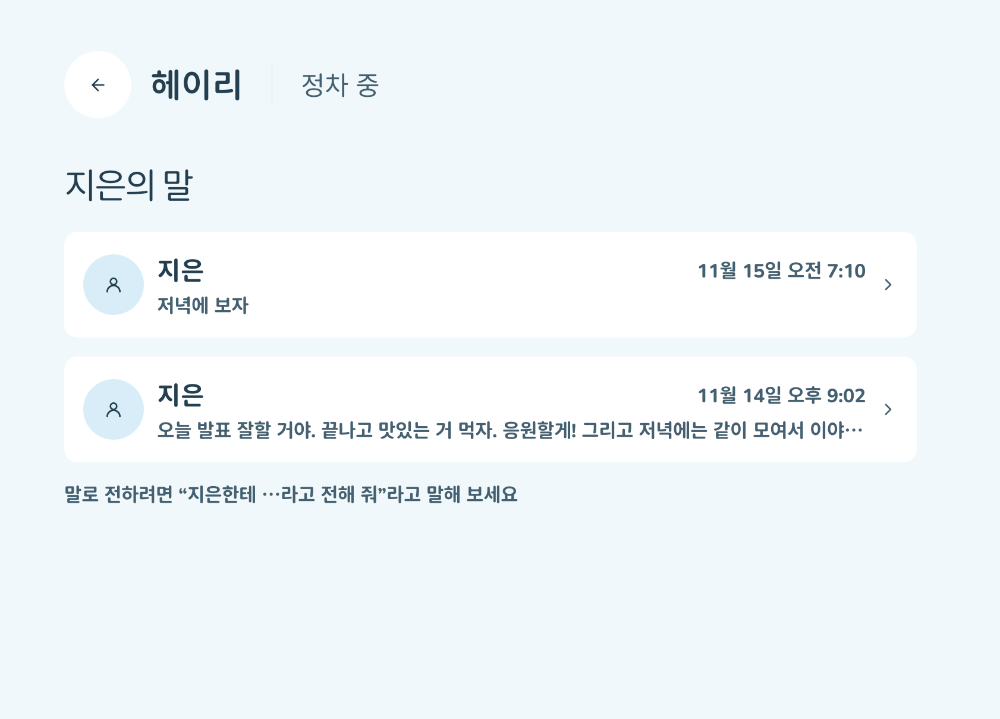 헤이리
정차 중
지은의 말
지은
11월 15일 오전 7:10
저녁에 보자
지은
11월 14일 오후 9:02
오늘 발표 잘할 거야. 끝나고 맛있는 거 먹자. 응원할게! 그리고 저녁에는 같이 모여서 이야…
말로 전하려면 “지은한테 …라고 전해 줘”라고 말해 보세요